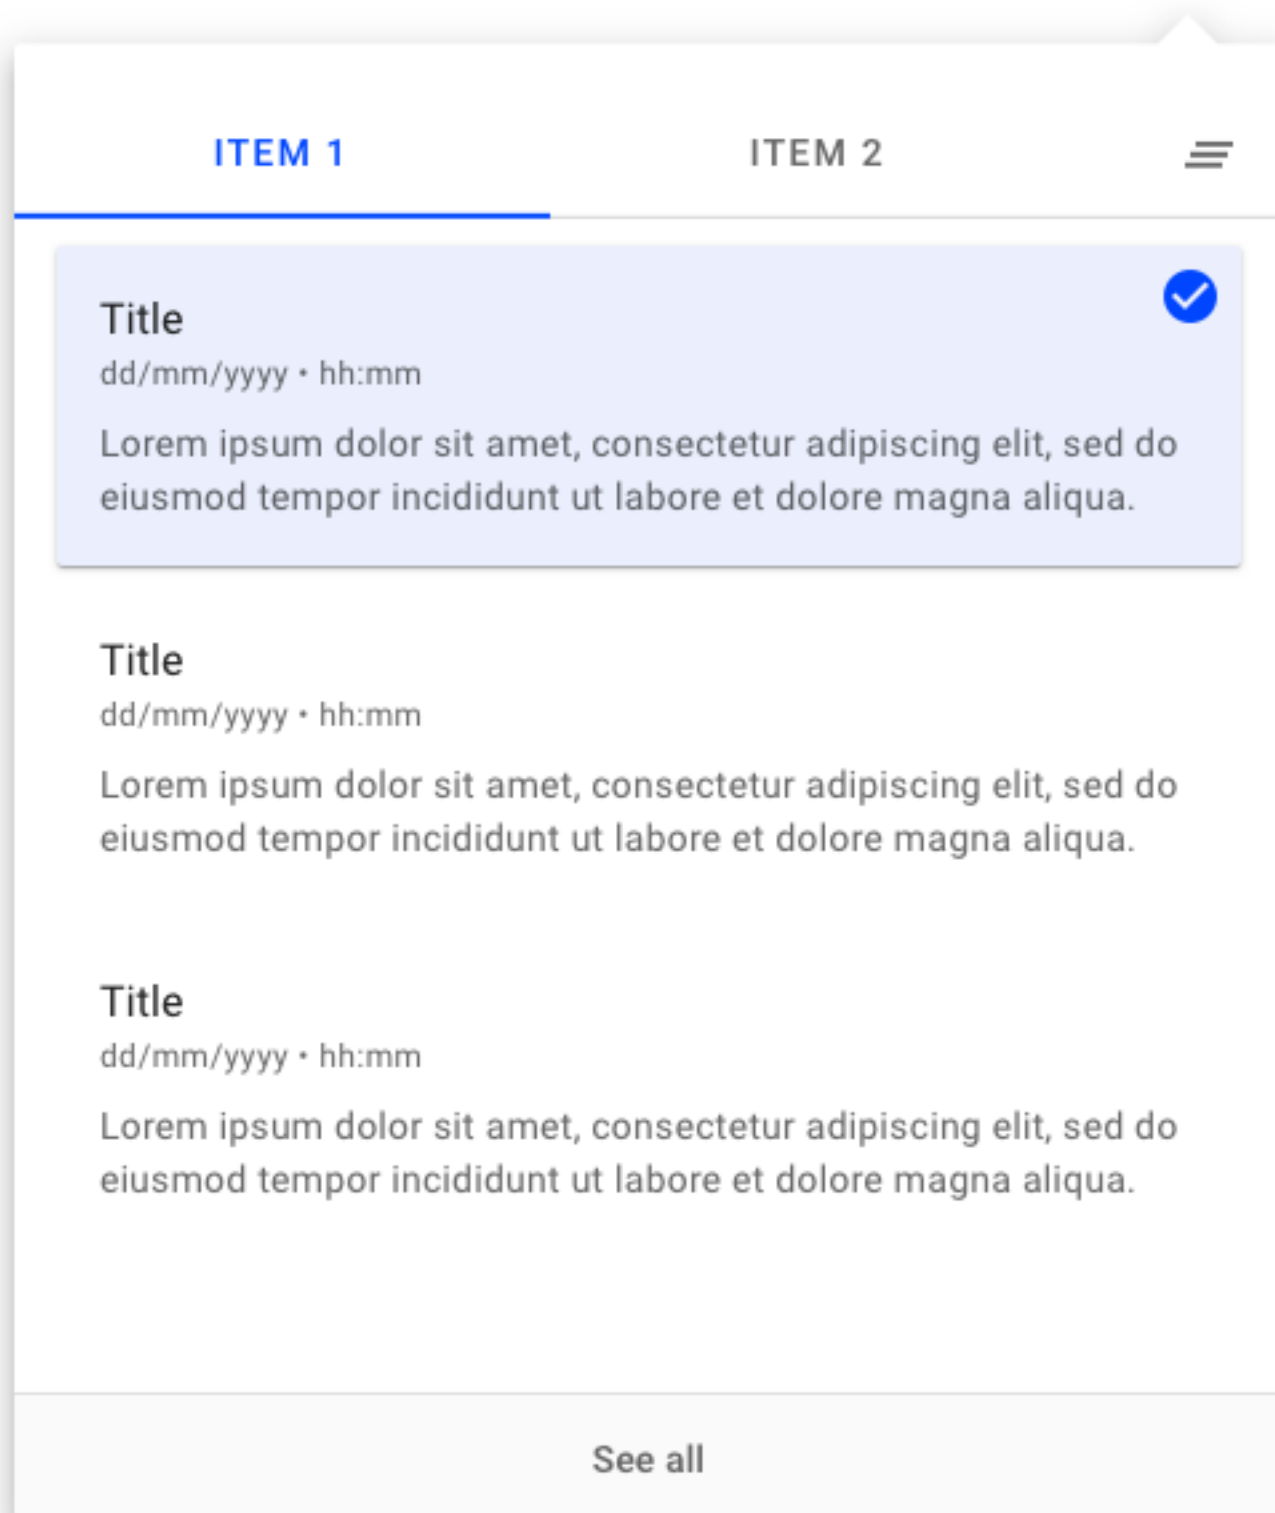 ITEM 1 ITEM 2
Title
dd/mm/yyyy • hh:mm
Lorem ipsum dolor sit amet, consectetur adipiscing elit, sed do
eiusmod tempor incididunt ut labore et dolore magna aliqua.
Title
dd/mm/yyyy • hh:mm
Lorem ipsum dolor sit amet, consectetur adipiscing elit, sed do
eiusmod tempor incididunt ut labore et dolore magna aliqua.
Title
dd/mm/yyyy • hh:mm
Lorem ipsum dolor sit amet, consectetur adipiscing elit, sed do
eiusmod tempor incididunt ut labore et dolore magna aliqua.
See all